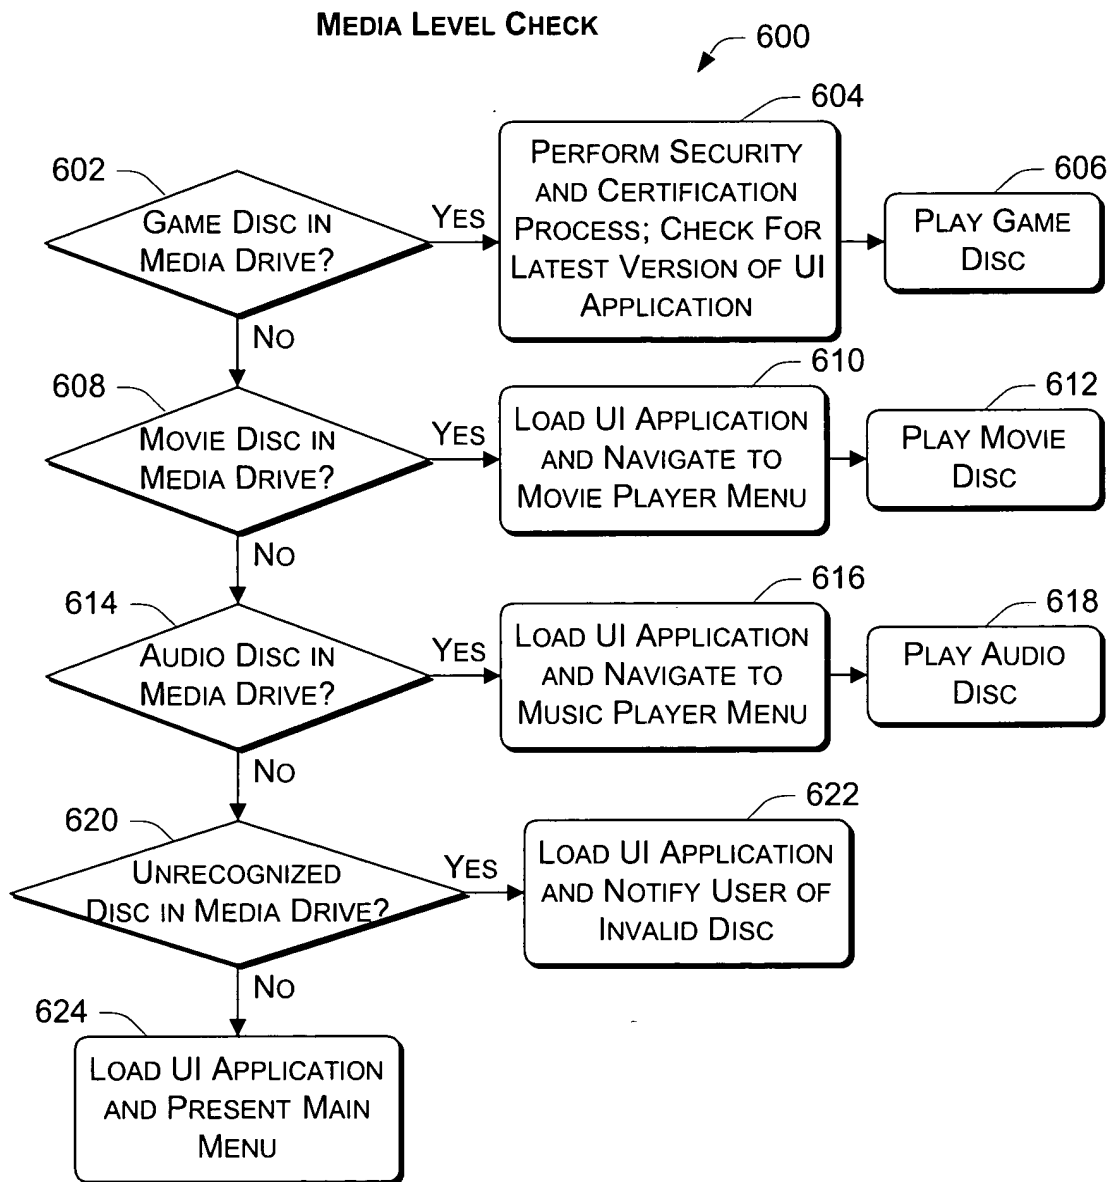 MEDIA LEVEL CHECK
600
602
GAME DISC IN
MEDIA DRIVE?
YES
604
PERFORM SECURITY
AND CERTIFICATION
PROCESS; CHECK FOR
LATEST VERSION OF UI
APPLICATION
606
PLAY GAME
DISC
NO
608
MOVIE DISC IN
MEDIA DRIVE?
YES
610
LOAD UI APPLICATION
AND NAVIGATE TO
MOVIE PLAYER MENU
612
PLAY MOVIE
DISC
NO
614
AUDIO DISC IN
MEDIA DRIVE?
YES
616
LOAD UI APPLICATION
AND NAVIGATE TO
MUSIC PLAYER MENU
618
PLAY AUDIO
DISC
NO
620
UNRECOGNIZED
DISC IN MEDIA DRIVE?
YES
622
LOAD UI APPLICATION
AND NOTIFY USER OF
INVALID DISC
NO
624
LOAD UI APPLICATION
AND PRESENT MAIN
MENU